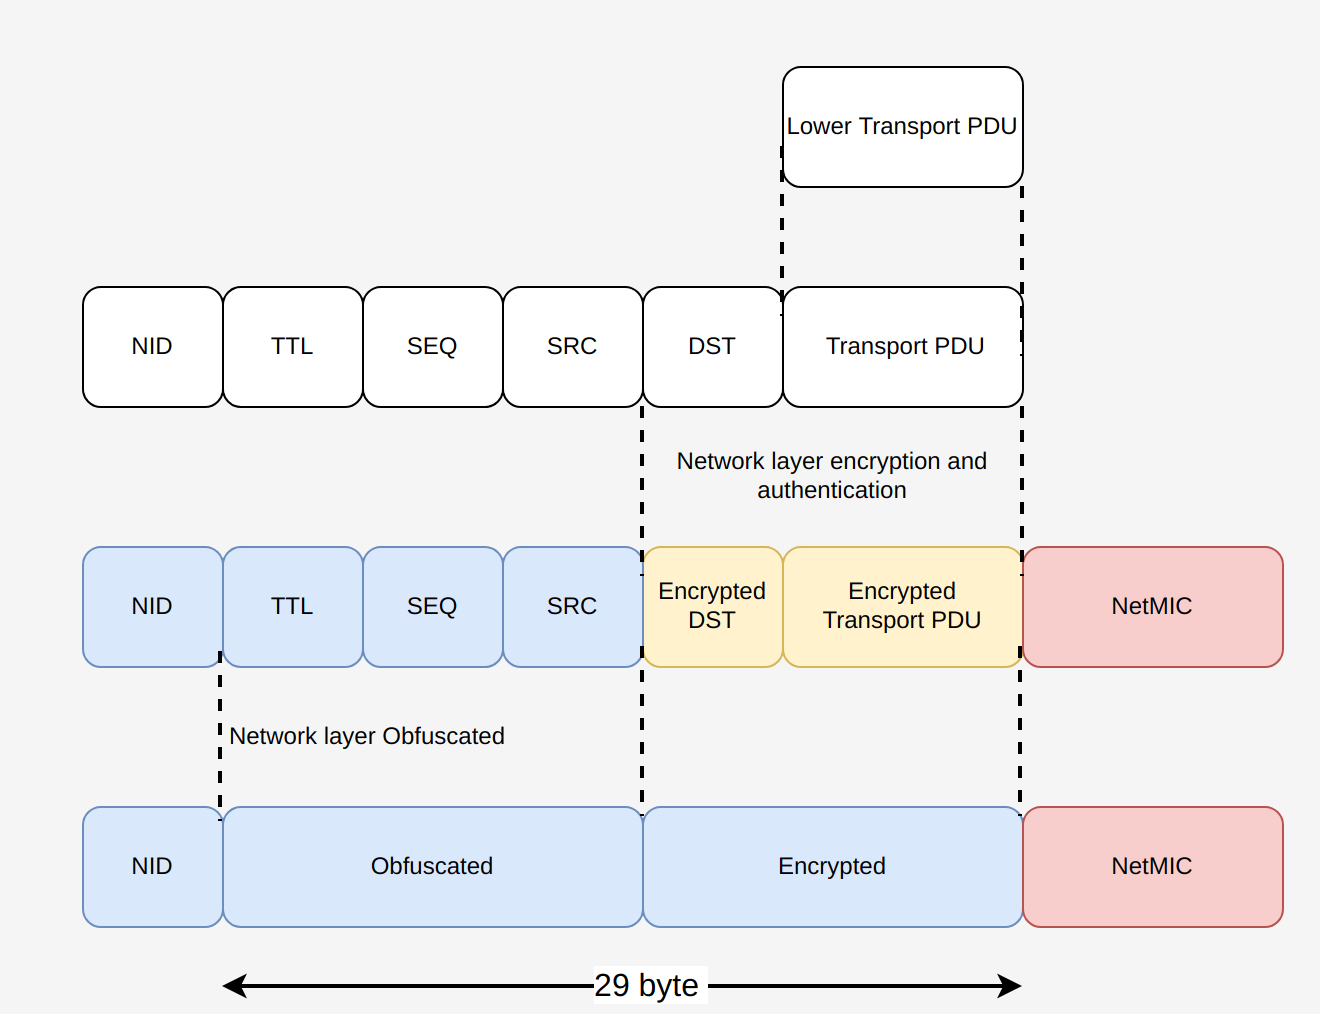 Lower Transport PDU
NID TTL SEQ SRC DST Transport PDU
Network layer encryption and
authentication
NID TTL SEQ SRC Encrypted
DST Encrypted
Transport PDU NetMIC
Network layer Obfuscated
NID Obfuscated Encrypted NetMIC
29 byte